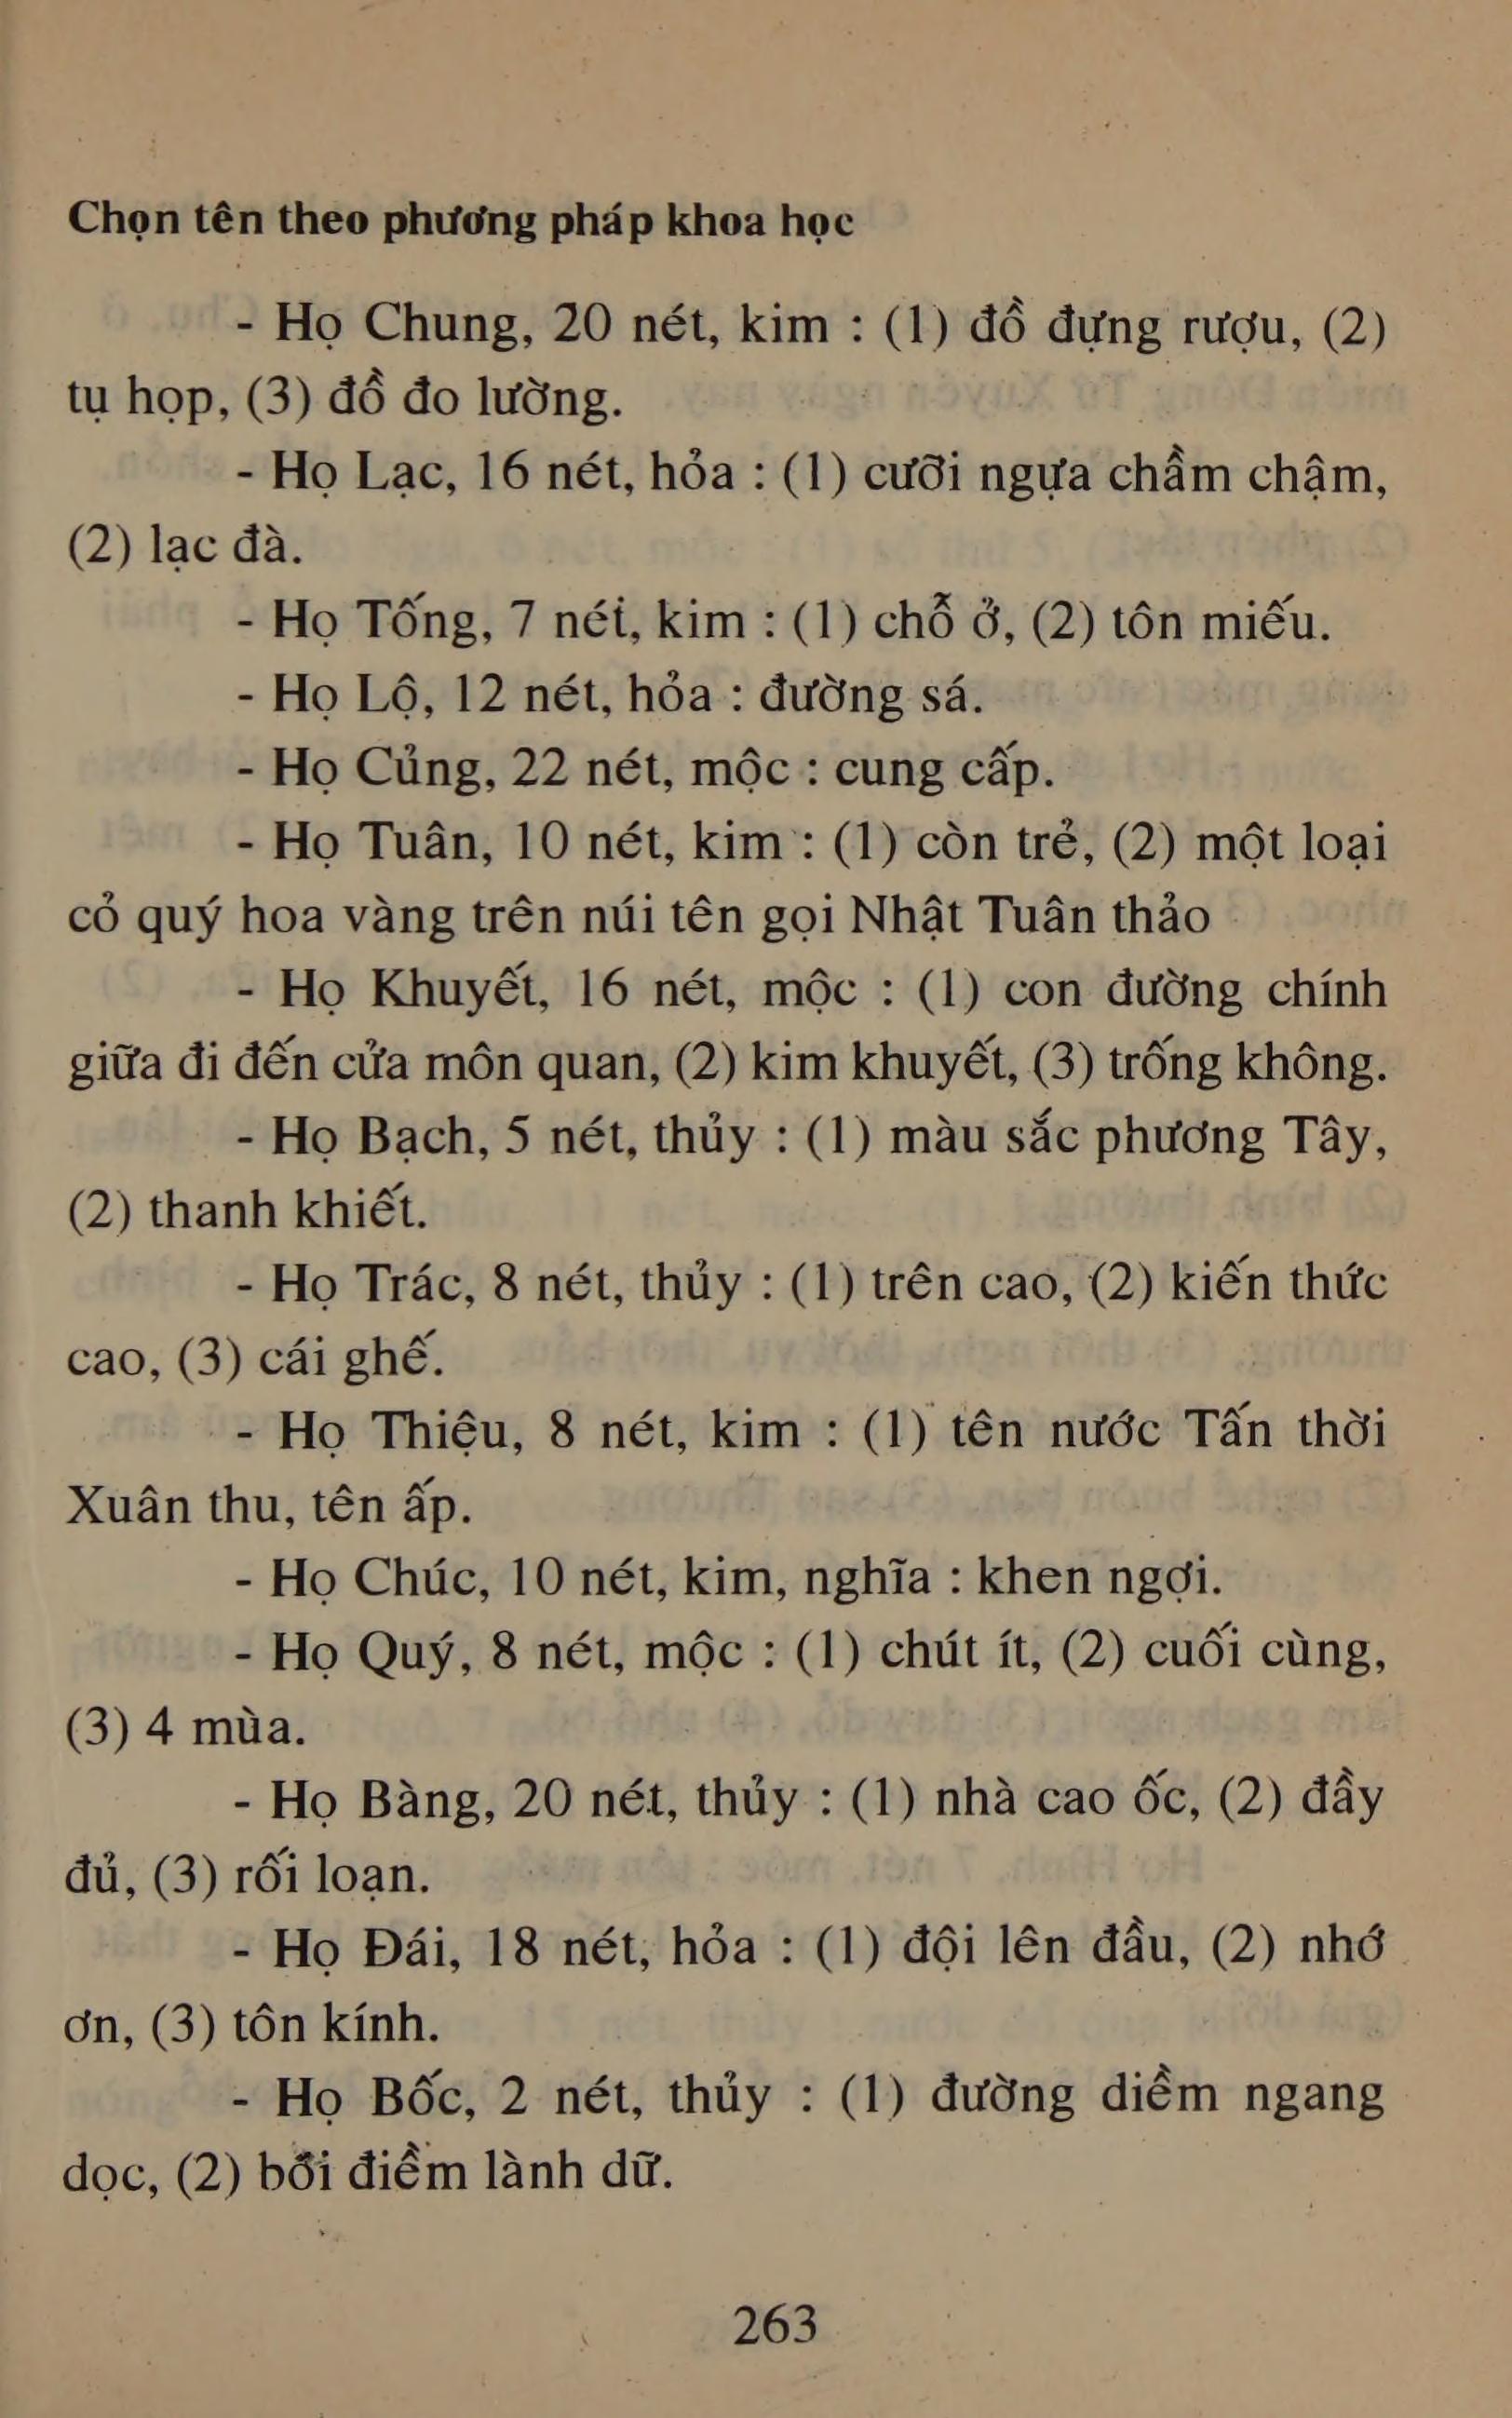 Chọn tên theo phương pháp khoa học
- Họ Chung, 20 nét, kim : (1) đồ đựng rượu, (2)
tụ họp, (3) đồ đo lường.
- Họ Lạc, 16 nét, hỏa : (1) cưỡi ngựa chầm chậm,
(2) lạc đà.
- Họ Tống, 7 nét, kim : (1) chỗ ở, (2) tôn miếu.
- Họ Lộ, 12 nét, hỏa : đường sá.
- Họ Củng, 22 nét, mộc : cung cấp.
- Họ Tuân, 10 nét, kim : (1) còn trẻ, (2) một loại
cỏ quý hoa vàng trên núi tên gọi Nhật Tuân thảo
- Họ Khuyết, 16 nét, mộc : (1) con đường chính
giữa đi đến cửa môn quan, (2) kim khuyết, (3) trống không.
- Họ Bạch, 5 nét, thủy : (1) màu sắc phương Tây,
(2) thanh khiết.
- Họ Trác, 8 nét, thủy : (1) trên cao, (2) kiến thức
cao, (3) cái ghế.
- Họ Thiệu, 8 nét, kim : (1) tên nước Tấn thời
Xuân thu, tên ấp.
- Họ Chúc, 10 nét, kim, nghĩa : khen ngợi.
- Họ Quý, 8 nét, mộc : (1) chút ít, (2) cuối cùng,
(3) 4 mùa.
- Họ Bàng, 20 nét, thủy : (1) nhà cao ốc, (2) đầy
đủ, (3) rối loạn.
- Họ Đái, 18 nét, hỏa : (1) đội lên đầu, (2) nhớ
ơn, (3) tôn kính.
- Họ Bốc, 2 nét, thủy : (1) đường diềm ngang
dọc, (2) bởi điềm lành dữ.
263